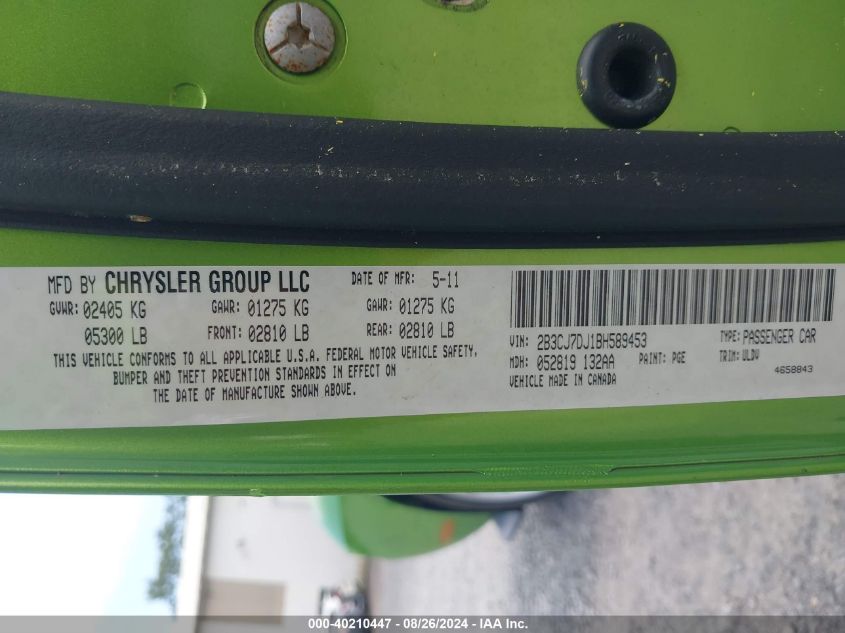 MFD BY CHRYSLER GROUP LLC DATE OF MFR: 5-11
GVWR: 02405 KG GAWR: 01275 KG GAWR: 01275 KG
05300 LB FRONT: 02810 LB REAR: 02810 LB
THIS VEHICLE CONFORMS TO ALL APPLICABLE U.S.A. FEDERAL MOTOR VEHICLE SAFETY,
BUMPER AND THEFT PREVENTION STANDARDS IN EFFECT ON
THE DATE OF MANUFACTURE SHOWN ABOVE.
VIN: 2B3CJ7DJ1BH589453 TYPE: PASSENGER CAR
MDH: 052819 132AA PAINT: PGE TRIM: ULDV
VEHICLE MADE IN CANADA 4658843
000-40210447 - 08/26/2024 - IAA Inc.